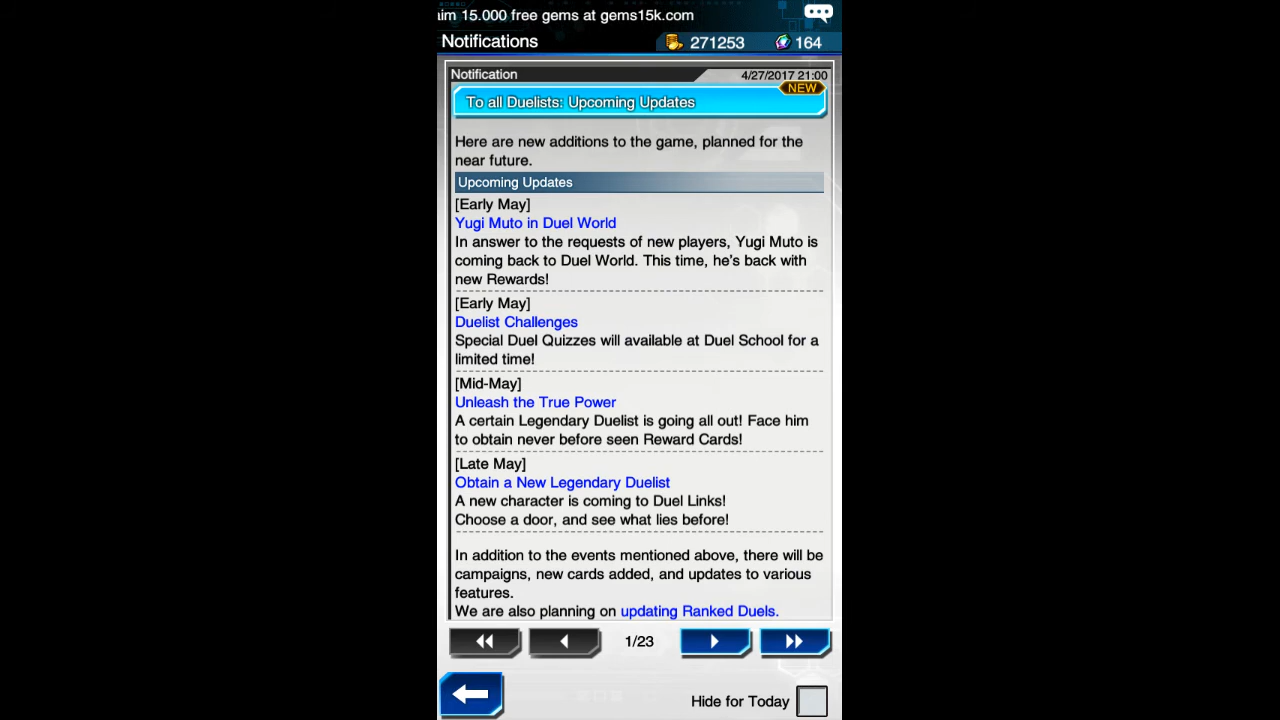 aim 15.000 free gems at gems15k.com
Notifications
271253
164
Notification
4/27/2017 21:00
NEW
To all Duelists: Upcoming Updates
Here are new additions to the game, planned for the
near future.
Upcoming Updates
[Early May]
Yugi Muto in Duel World
In answer to the requests of new players, Yugi Muto is
coming back to Duel World. This time, he's back with
new Rewards!
[Early May]
Duelist Challenges
Special Duel Quizzes will available at Duel School for a
limited time!
[Mid-May]
Unleash the True Power
A certain Legendary Duelist is going all out! Face him
to obtain never before seen Reward Cards!
[Late May]
Obtain a New Legendary Duelist
A new character is coming to Duel Links!
Choose a door, and see what lies before!
In addition to the events mentioned above, there will be
campaigns, new cards added, and updates to various
features.
We are also planning on updating Ranked Duels.
1/23
Hide for Today